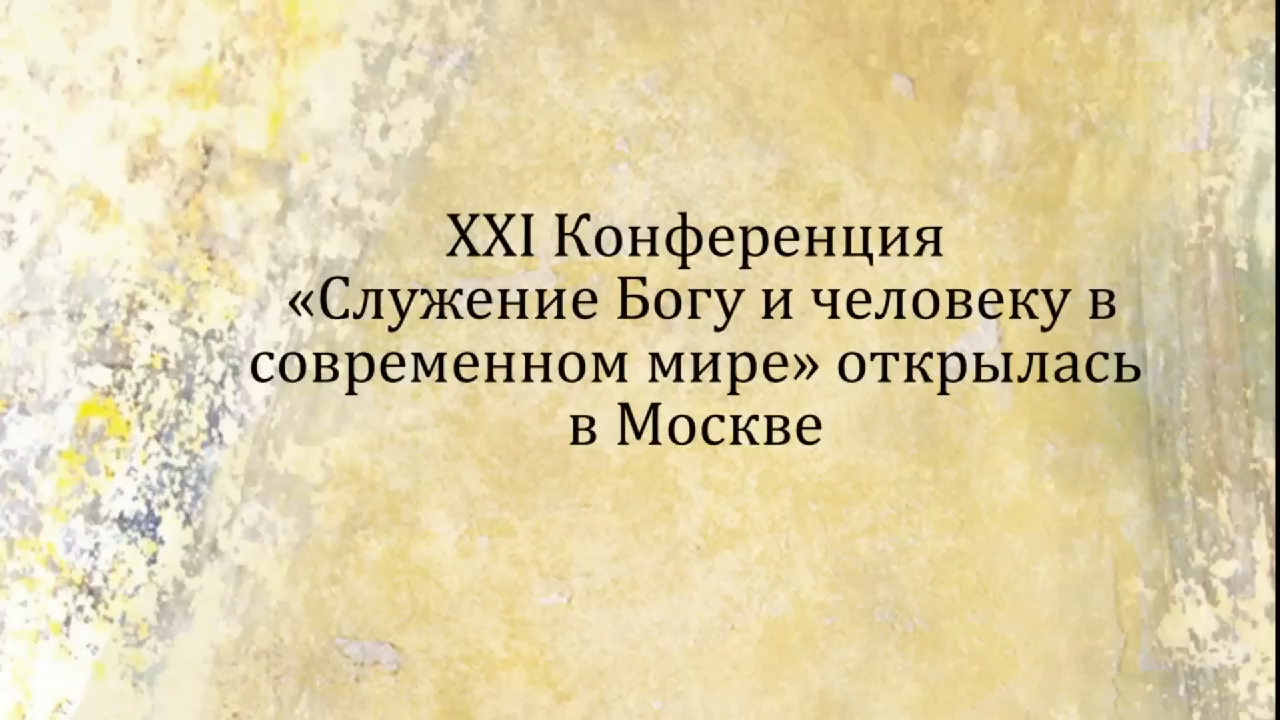 XXI Конференция
«Служение Богу и человеку в
современном мире» открылась
в Москве